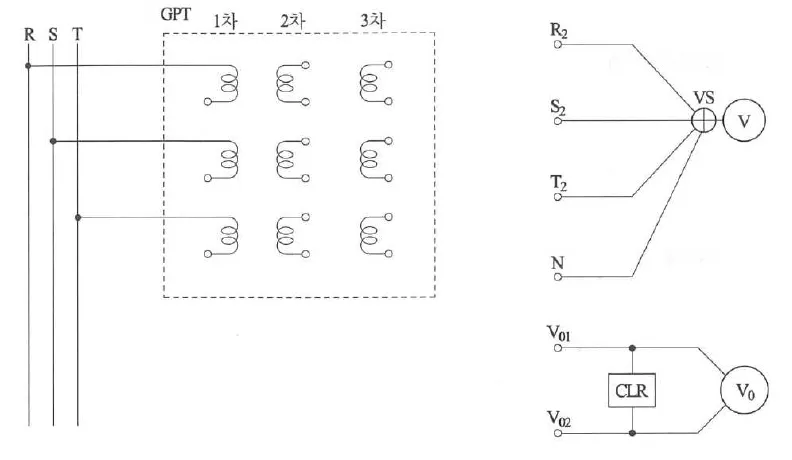 GPT
1차 2차 3차
R S T
R₂
S₂
T₂
N
VS
V
V₀₁
CLR
V₀
V₀₂